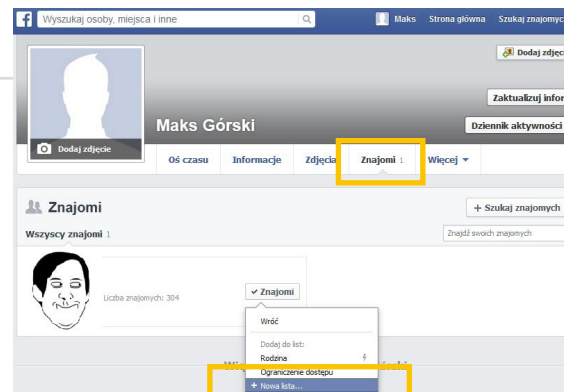 f Wyszukaj osoby, miejsca i inne Maks Strona główna Szukaj znajomyc
Dodaj zdjęci
Zaktualizuj infor
Maks Górski Dziennik aktywności
Dodaj zdjęcie
Oś czasu Informacje Zdjęcia Znajomi 1 Więcej
Znajomi + Szukaj znajomych
Wszyscy znajomi 1 Znajdź swoich znajomych
Liczba znajomych: 304 Znajomi
Wróć
Dodaj do list:
Rodzina
Ograniczenie dostępu
+ Nowa lista...